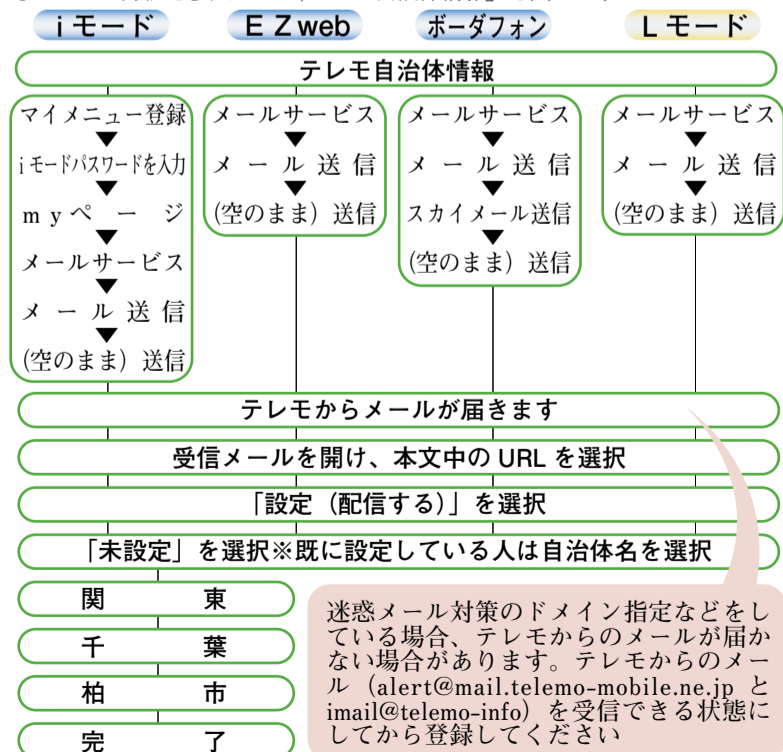 iモード
EZweb
ボーダフォン
Lモード
テレモ自治体情報
マイメニュー登録
▼
iモードパスワードを入力
▼
myページ
▼
メールサービス
▼
メール送信
▼
(空のまま)送信
メールサービス
▼
メール送信
▼
(空のまま)送信
メールサービス
▼
メール送信
▼
スカイメール送信
▼
(空のまま)送信
メールサービス
▼
メール送信
▼
(空のまま)送信
テレモからメールが届きます
受信メールを開け、本文中のURLを選択
「設定(配信する)」を選択
「未設定」を選択※既に設定している人は自治体名を選択
関東
千葉
柏市
完了
迷惑メール対策のドメイン指定などをし
ている場合、テレモからのメールが届か
ない場合があります。テレモからのメー
ル(alert@mail.telemo-mobile.ne.jpと
imail@telemo-info)を受信できる状態に
してから登録してください